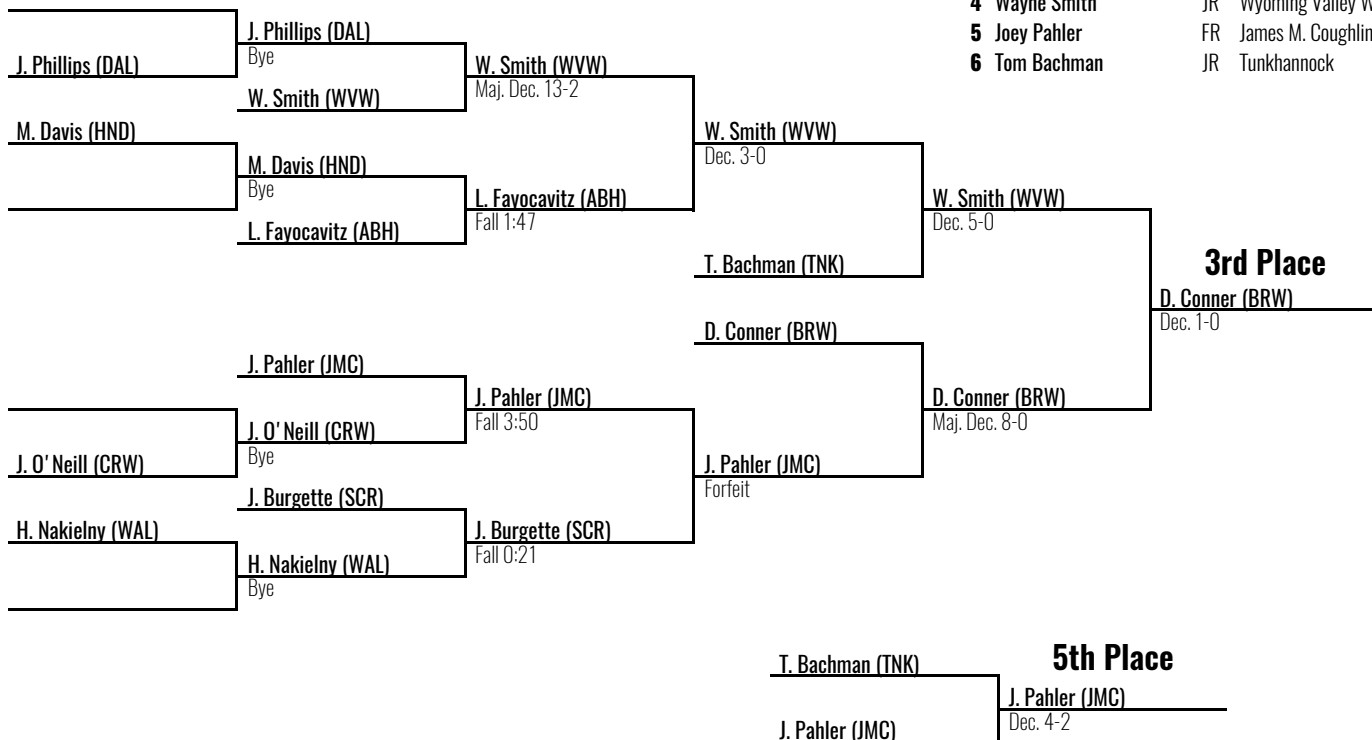 4 Wayne Smith JR Wyoming Valley W
5 Joey Pahler FR James M. Coughlin
6 Tom Bachman JR Tunkhannock
J. Phillips (DAL)
J. Phillips (DAL)
Bye
W. Smith (WVW)
W. Smith (WVW)
Maj. Dec. 13-2
M. Davis (HND)
M. Davis (HND)
Bye
L. Fayocavitz (ABH)
L. Fayocavitz (ABH)
Fall 1:47
W. Smith (WVW)
Dec. 3-0
T. Bachman (TNK)
W. Smith (WVW)
Dec. 5-0
3rd Place
D. Conner (BRW)
Dec. 1-0
D. Conner (BRW)
D. Conner (BRW)
Maj. Dec. 8-0
J. Pahler (JMC)
J. Pahler (JMC)
Fall 3:50
J. O'Neill (CRW)
J. O'Neill (CRW)
Bye
J. Pahler (JMC)
Forfeit
J. Burgette (SCR)
J. Burgette (SCR)
Fall 0:21
H. Nakielny (WAL)
H. Nakielny (WAL)
Bye
5th Place
T. Bachman (TNK)
J. Pahler (JMC)
Dec. 4-2
J. Pahler (JMC)